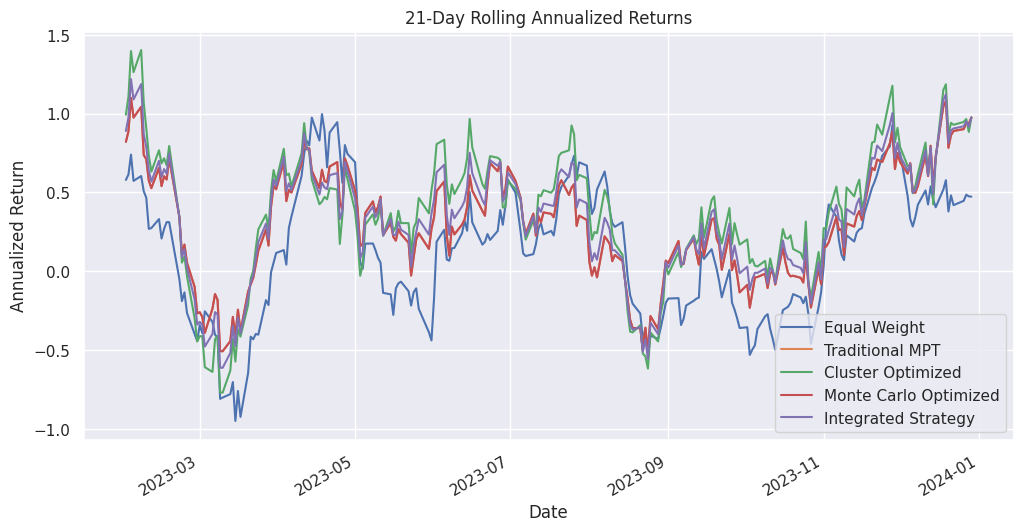 21-Day Rolling Annualized Returns
Annualized Return
1.5
1.0
0.5
0.0
−0.5
−1.0
Equal Weight
Traditional MPT
Cluster Optimized
Monte Carlo Optimized
Integrated Strategy
2023-03
2023-05
2023-07
2023-09
2023-11
2024-01
Date